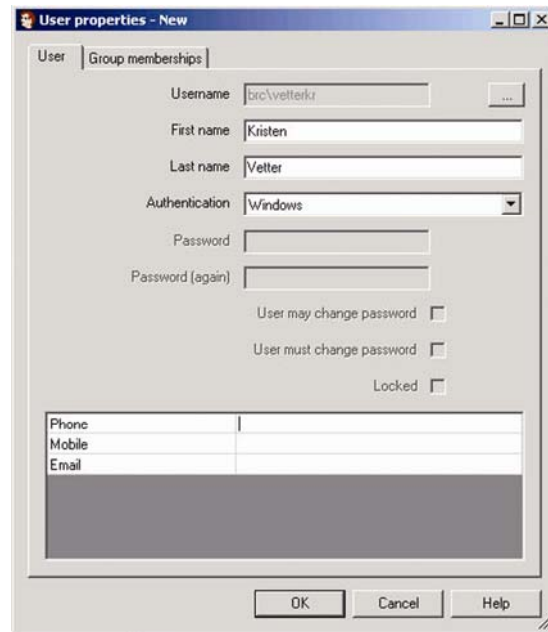 User properties - New
User Group memberships
Username brc\vetterkr ...
First name Kristen
Last name Vetter
Authentication Windows
Password
Password (again)
User may change password
User must change password
Locked
Phone
Mobile
Email
OK Cancel Help